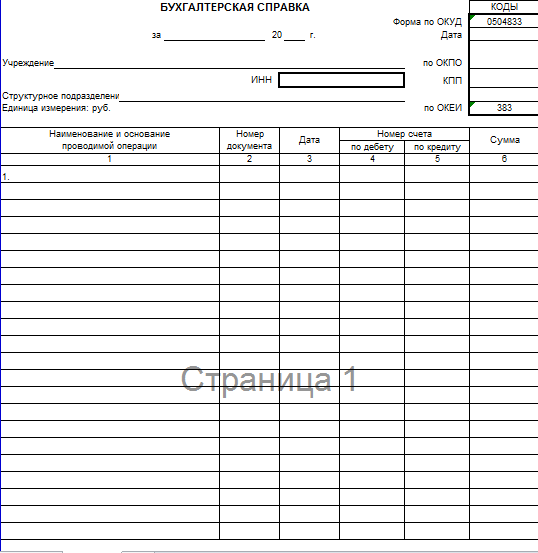 БУХГАЛТЕРСКАЯ СПРАВКА
КОДЫ
Форма по ОКУД 0504833
за 20 г. Дата
Учреждение по ОКПО
ИНН КПП
Структурное подразделени
Единица измерения: руб. по ОКЕИ 383
Наименование и основание проводимой операции
Номер документа
Дата
Номер счета
по дебету по кредиту
Сумма
1 2 3 4 5 6
1.
Страница 1